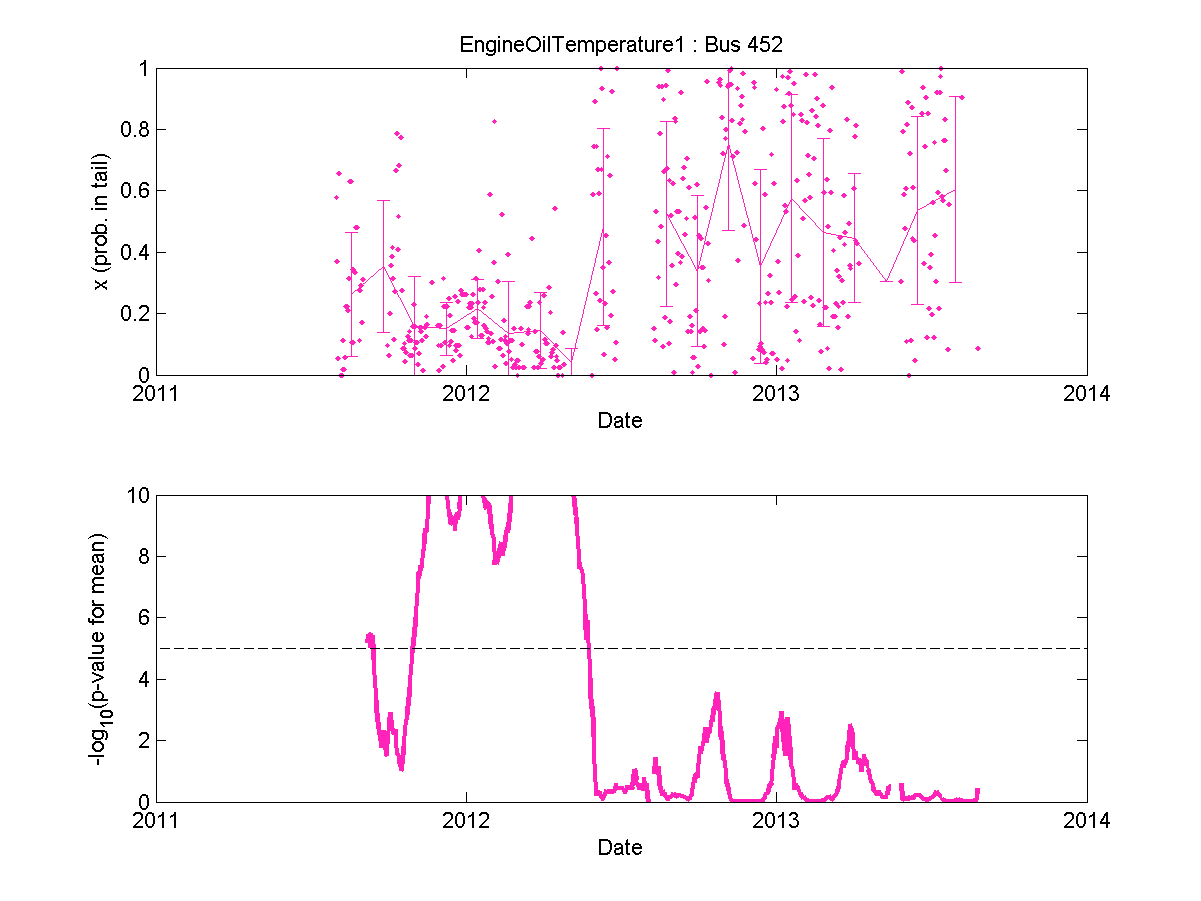 EngineOilTemperature1 : Bus 452
1
0.8
0.6
0.4
0.2
0
x (prob. in tail)
2011 2012 2013 2014
Date
10
8
6
4
2
0
-log10(p-value for mean)
2011 2012 2013 2014
Date